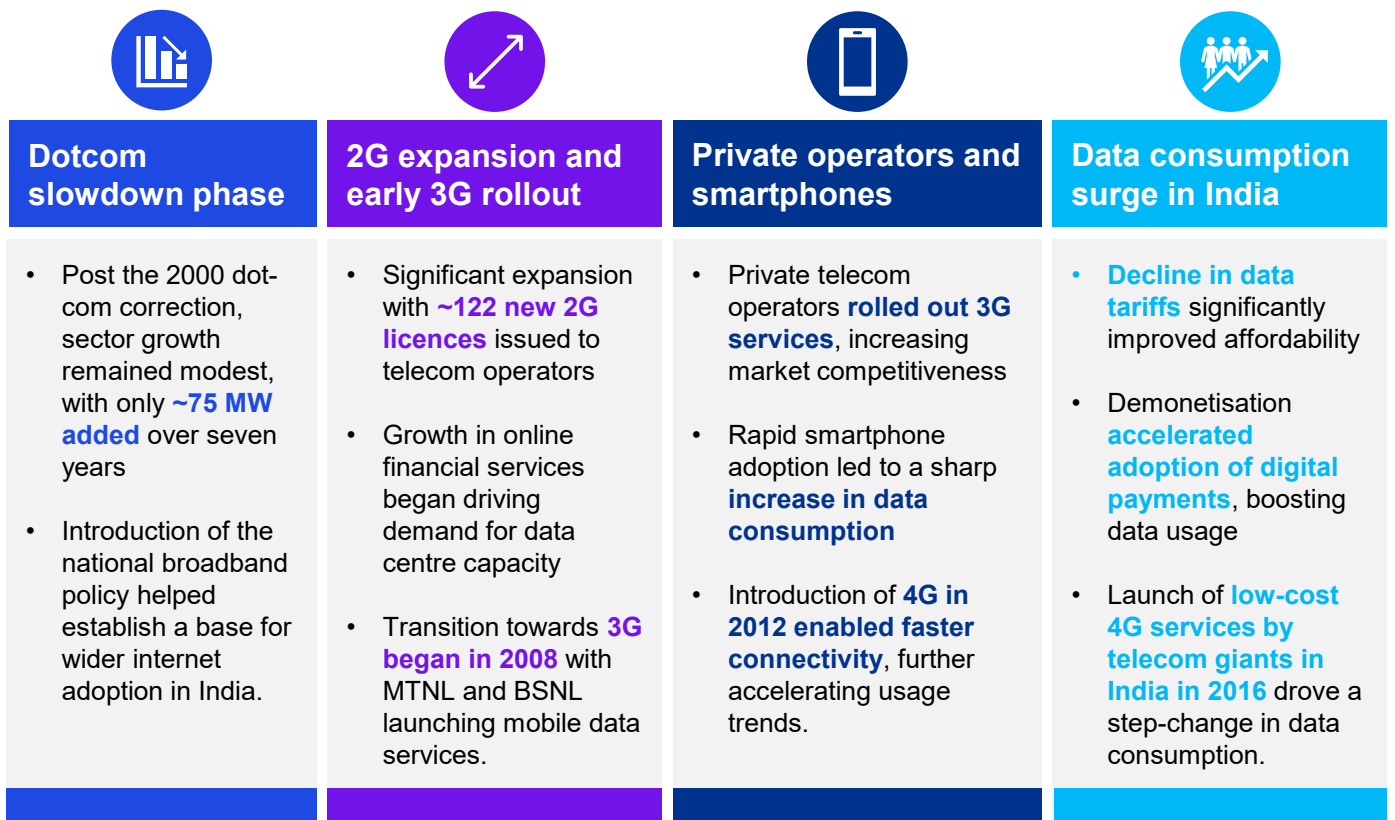 Dotcom
slowdown phase
• Post the 2000 dot-
com correction,
sector growth
remained modest,
with only ~75 MW
added over seven
years
• Introduction of the
national broadband
policy helped
establish a base for
wider internet
adoption in India.
2G expansion and
early 3G rollout
• Significant expansion
with ~122 new 2G
licences issued to
telecom operators
• Growth in online
financial services
began driving
demand for data
centre capacity
• Transition towards 3G
began in 2008 with
MTNL and BSNL
launching mobile data
services.
Private operators and
smartphones
• Private telecom
operators rolled out 3G
services, increasing
market competitiveness
• Rapid smartphone
adoption led to a sharp
increase in data
consumption
• Introduction of 4G in
2012 enabled faster
connectivity, further
accelerating usage
trends.
Data consumption
surge in India
• Decline in data
tariffs significantly
improved affordability
• Demonetisation
accelerated
adoption of digital
payments, boosting
data usage
• Launch of low-cost
4G services by
telecom giants in
India in 2016 drove a
step-change in data
consumption.